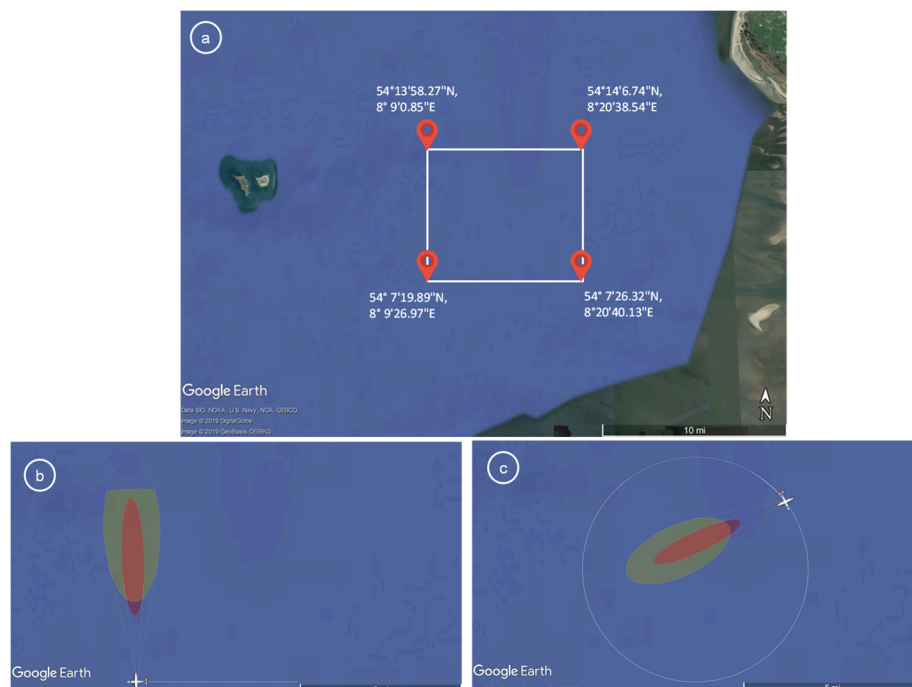 a
54°13'58.27"N,
8° 9'0.85"E
54°14'6.74"N,
8°20'38.54"E
54° 7'19.89"N,
8° 9'26.97"E
54° 7'26.32"N,
8°20'40.13"E
Google Earth
Data SIO, NOAA, U.S. Navy, NGA, GEBCO
Image © 2019 DigitalGlobe
Image © 2019 GeoBasis-DE/BKG
N
10 mi
b
Google Earth
c
Google Earth